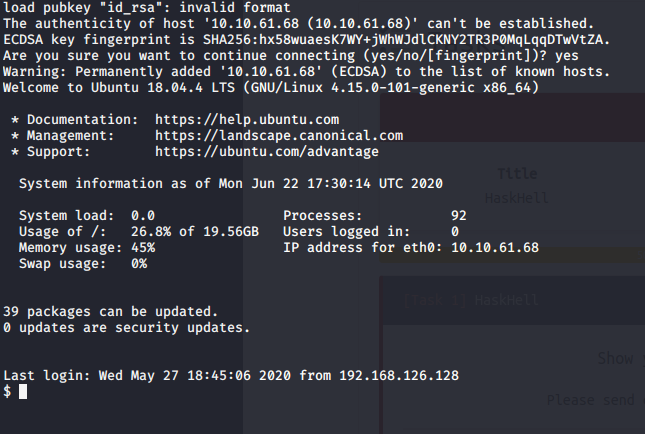 load pubkey "id_rsa": invalid format
The authenticity of host '10.10.61.68 (10.10.61.68)' can't be established.
ECDSA key fingerprint is SHA256:hx58wuaesK7WY+jWhWJdlCKNY2TR3P0MqLqqDTwVtZA.
Are you sure you want to continue connecting (yes/no/[fingerprint])? yes
Warning: Permanently added '10.10.61.68' (ECDSA) to the list of known hosts.
Welcome to Ubuntu 18.04.4 LTS (GNU/Linux 4.15.0-101-generic x86_64)
* Documentation:  https://help.ubuntu.com
* Management:     https://landscape.canonical.com
* Support:        https://ubuntu.com/advantage
Title
System information as of Mon Jun 22 17:30:14 UTC 2020
HaskHell
System load:  0.0                Processes:           92
Usage of /:   26.8% of 19.56GB   Users logged in:     0
Memory usage: 45%                IP address for eth0: 10.10.61.68
Swap usage:   0%
HaskHell
39 packages can be updated.
0 updates are security updates.
Show
Last login: Wed May 27 18:45:06 2020 from 192.168.126.128
$
Please send